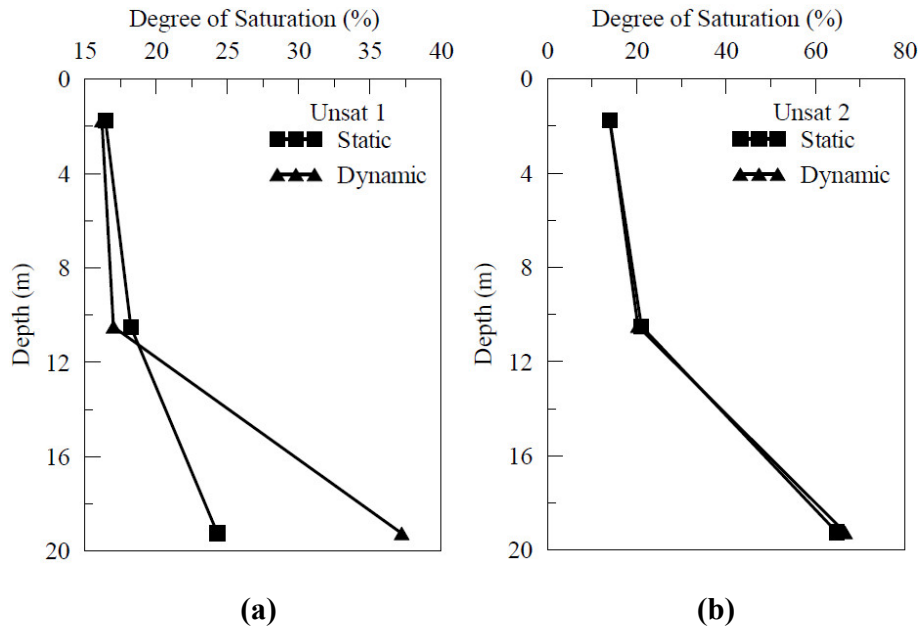 Degree of Saturation (%)
15 20 25 30 35 40
0
4
8
12
16
20
Depth (m)
Unsat 1
Static
Dynamic
(a)
Degree of Saturation (%)
0 20 40 60 80
0
4
8
12
16
20
Depth (m)
Unsat 2
Static
Dynamic
(b)